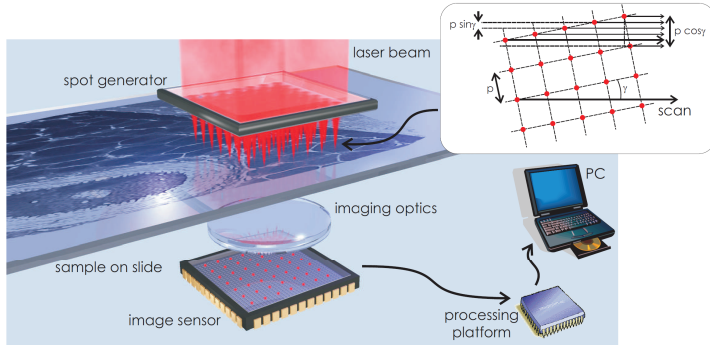 laser beam
spot generator
p sinγ
p cosγ
p
γ
scan
PC
imaging optics
sample on slide
image sensor
processing
platform